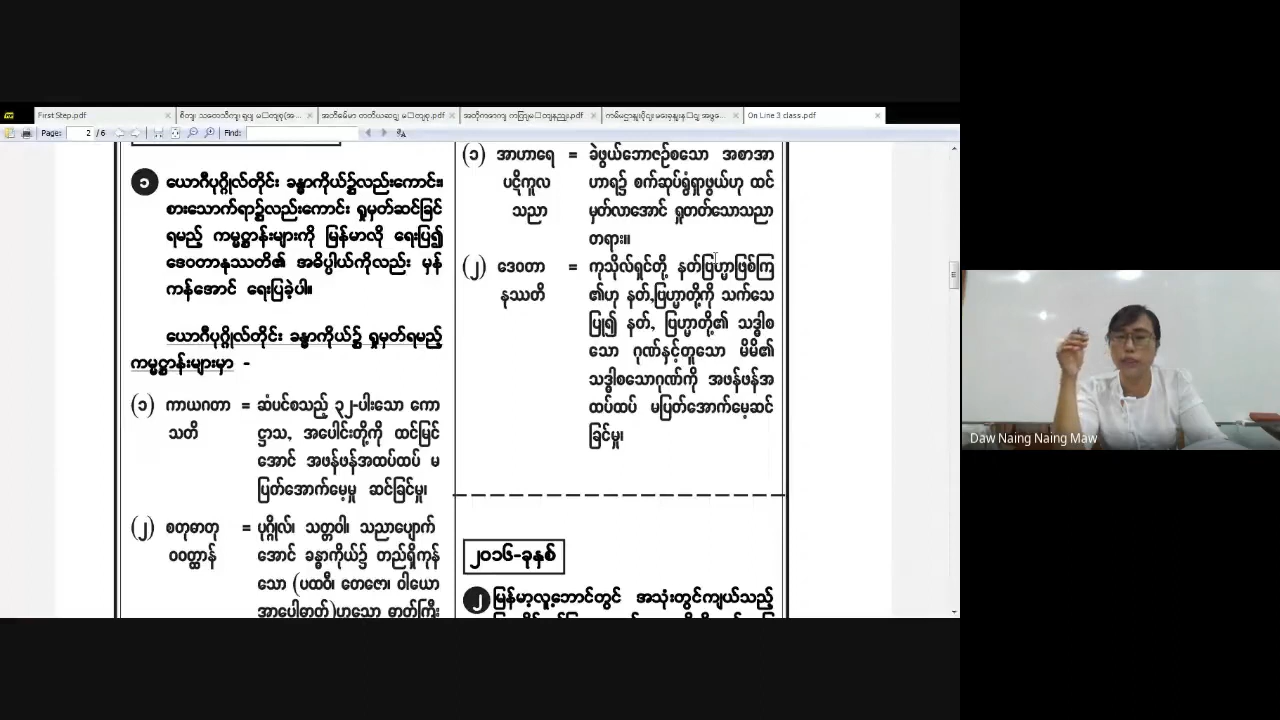 First Step.pdf
On Line 3 class.pdf
Page: 2 / 6 Find:
၁ ယောဂီပုဂ္ဂိုလ်တိုင်း ခန္ဓာကိုယ်၌လည်းကောင်း၊
စားသောက်ရာ၌လည်းကောင်း ရှုမှတ်ဆင်ခြင်
ရမည့် ကမ္မဋ္ဌာန်းများကို မြန်မာလို ရေးပြ၍
ဒေဝတာနုဿတိ၏ အဓိပ္ပါယ်ကိုလည်း မှန်
ကန်အောင် ရေးပြခဲ့ပါ။
ယောဂီပုဂ္ဂိုလ်တိုင်း ခန္ဓာကိုယ်၌ ရှုမှတ်ရမည့်
ကမ္မဋ္ဌာန်းများမှာ -
(၁) ကာယဂတာ = ဆံပင်စသည့် ၃၂-ပါးသော ကော
သတိ ဋ္ဌာသ, အပေါင်းတို့ကို ထင်မြင်
အောင် အဖန်ဖန်အထပ်ထပ် မ
ပြတ်အောက်မေ့မှု ဆင်ခြင်မှု၊
(၂) စတုဓာတု = ပုဂ္ဂိုလ်၊ သတ္တဝါ၊ သညာပျောက်
ဝဝတ္ထာန် အောင် ခန္ဓာကိုယ်၌ တည်ရှိကုန်
သော (ပထဝီ၊ တေဇော၊ ဝါယော
အာပေါဓာတ်)ဟူသော ဓာတ်ကြီး
(၁) အာဟာရေ = ခဲဖွယ်ဘောဇဉ်စသော အစာအာ
ပဋိကူလ ဟာရ၌ စက်ဆုပ်ရွံရှာဖွယ်ဟု ထင်
သညာ မှတ်လာအောင် ရှုတတ်သောသညာ
တရား။
(၂) ဒေဝတာ = ကုသိုလ်ရှင်တို့ နတ်ဗြဟ္မာဖြစ်ကြ
နုဿတိ ၏ဟု နတ်,ဗြဟ္မာတို့ကို သက်သေ
ပြု၍ နတ်, ဗြဟ္မာတို့၏ သဒ္ဓါစ
သော ဂုဏ်နှင့်တူသော မိမိ၏
သဒ္ဓါစသောဂုဏ်ကို အဖန်ဖန်အ
ထပ်ထပ် မပြတ်အောက်မေ့ဆင်
ခြင်မှု၊
၂၀၁၆-ခုနှစ်
၂ မြန်မာ့လူ့ဘောင်တွင် အသုံးတွင်ကျယ်သည့်
Daw Naing Naing Maw